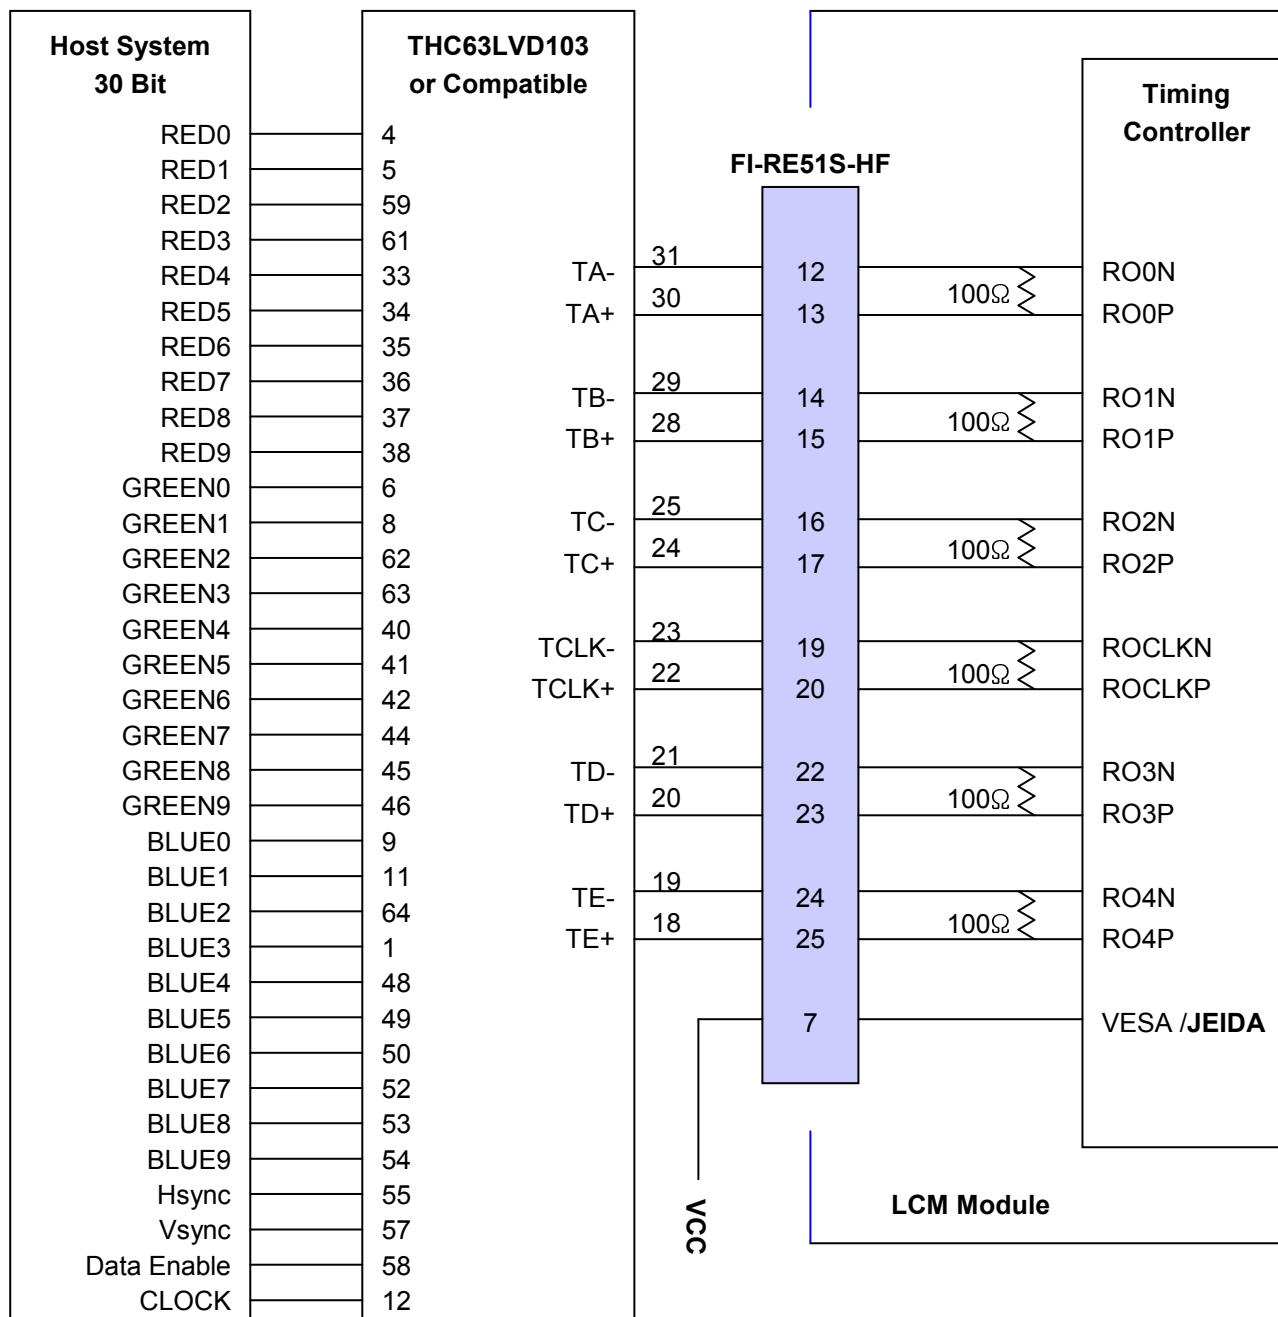 Host System
30 Bit
RED0
RED1
RED2
RED3
RED4
RED5
RED6
RED7
RED8
RED9
GREEN0
GREEN1
GREEN2
GREEN3
GREEN4
GREEN5
GREEN6
GREEN7
GREEN8
GREEN9
BLUE0
BLUE1
BLUE2
BLUE3
BLUE4
BLUE5
BLUE6
BLUE7
BLUE8
BLUE9
Hsync
Vsync
Data Enable
CLOCK
THC63LVD103
or Compatible
4
5
59
61
33
34
35
36
37
38
6
8
62
63
40
41
42
44
45
46
9
11
64
1
48
49
50
52
53
54
55
57
58
12
TA-
TA+
TB-
TB+
TC-
TC+
TCLK-
TCLK+
TD-
TD+
TE-
TE+
31
30
29
28
25
24
23
22
21
20
19
18
VCC
FI-RE51S-HF
12
13
14
15
16
17
19
20
22
23
24
25
7
100Ω
100Ω
100Ω
100Ω
100Ω
100Ω
Timing
Controller
RO0N
RO0P
RO1N
RO1P
RO2N
RO2P
ROCLKN
ROCLKP
RO3N
RO3P
RO4N
RO4P
VESA /JEIDA
LCM Module